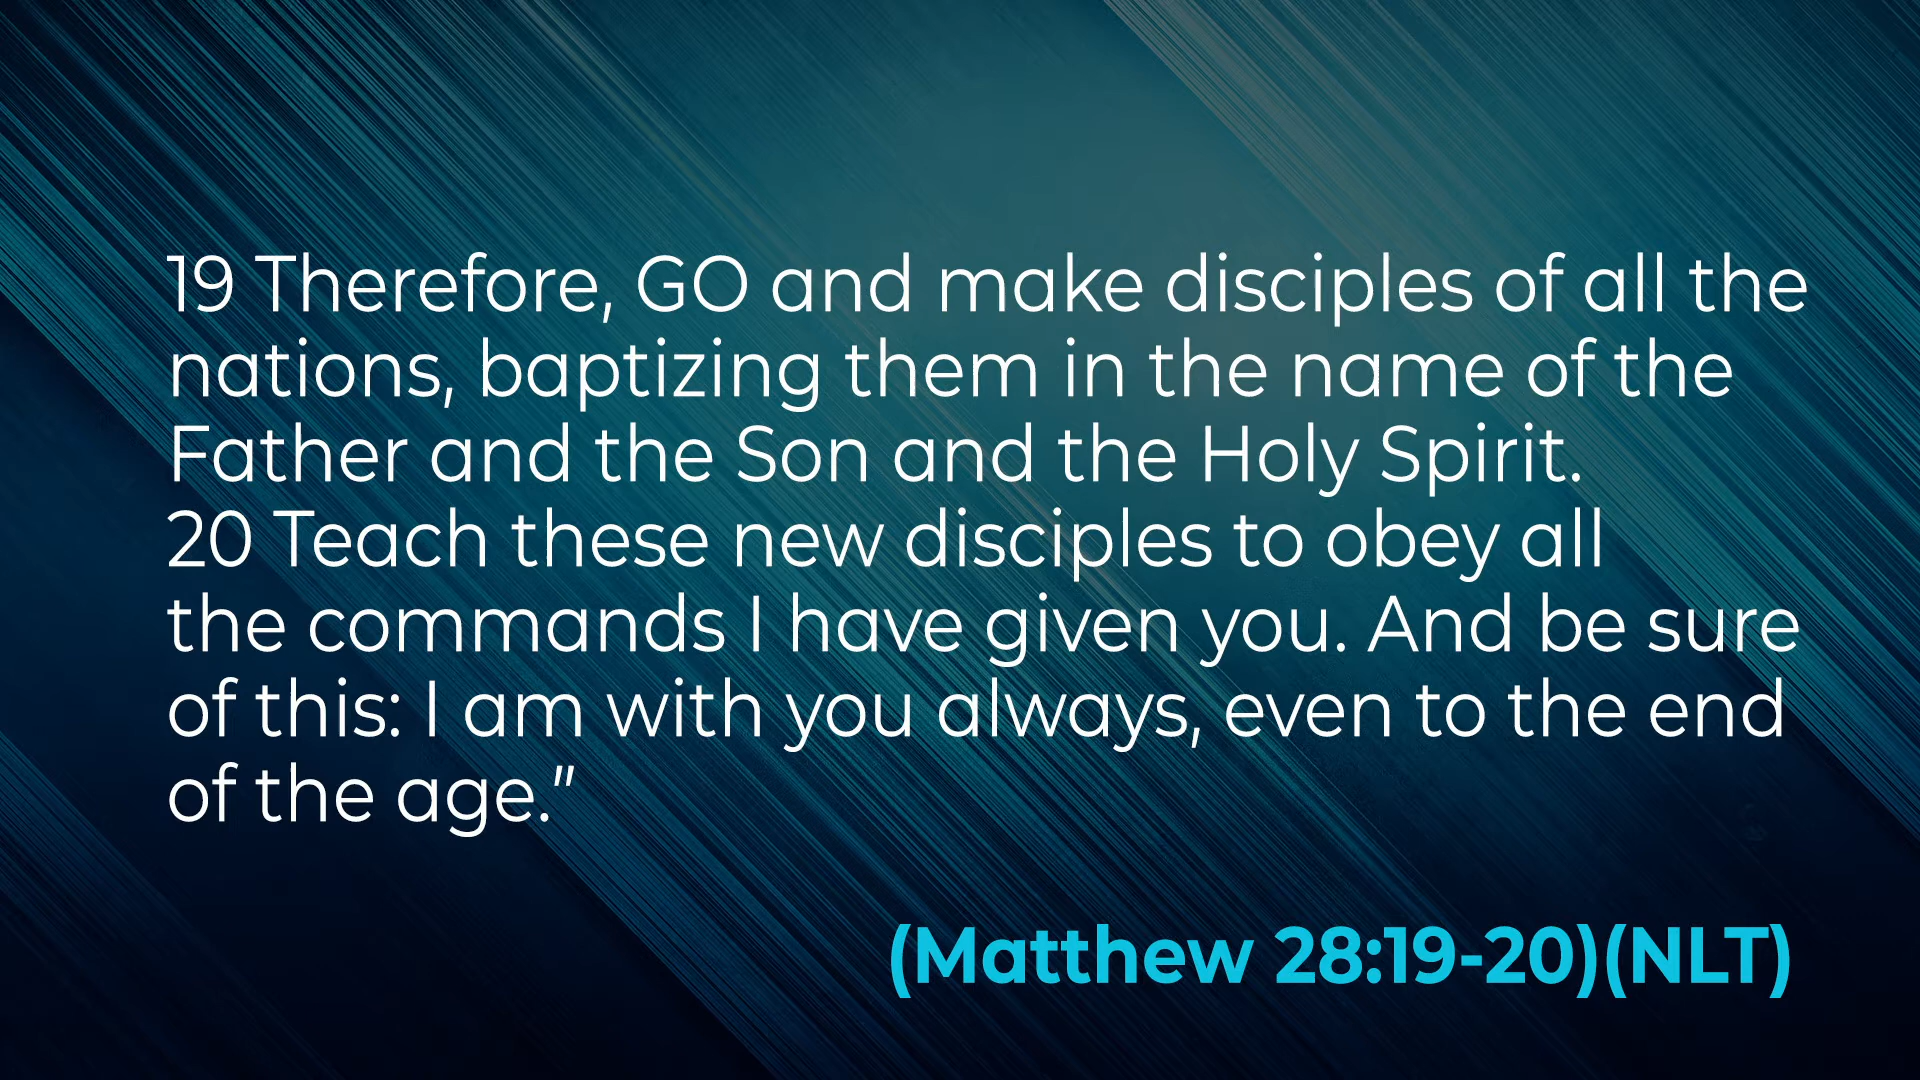 19 Therefore, GO and make disciples of all the
nations, baptizing them in the name of the
Father and the Son and the Holy Spirit.
20 Teach these new disciples to obey all
the commands I have given you. And be sure
of this: I am with you always, even to the end
of the age.”
(Matthew 28:19-20)(NLT)